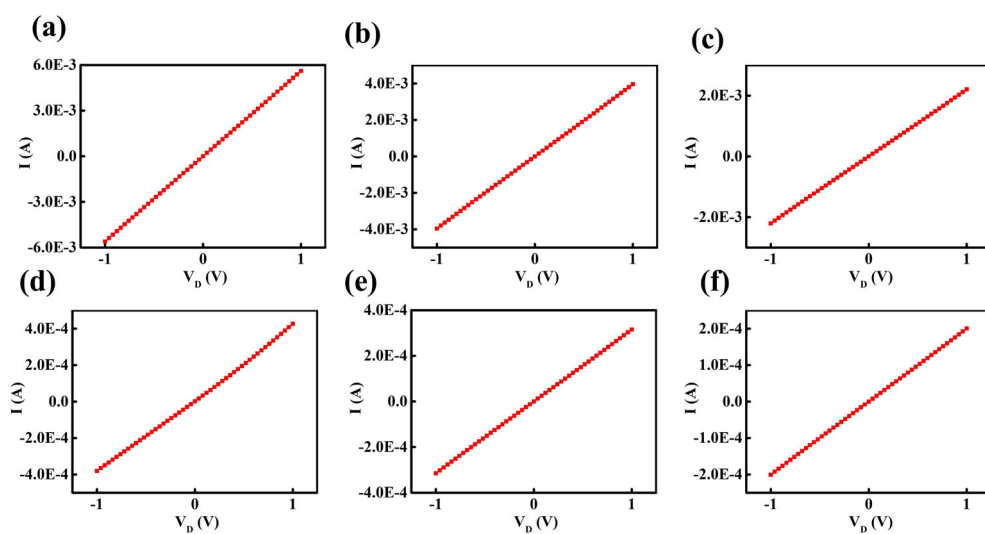 (a)
6.0E-3
3.0E-3
0.0
-3.0E-3
-6.0E-3
I (A)
-1 0 1
V_D (V)
(b)
4.0E-3
2.0E-3
0.0
-2.0E-3
-4.0E-3
I (A)
-1 0 1
V_D (V)
(c)
2.0E-3
0.0
-2.0E-3
I (A)
-1 0 1
V_D (V)
(d)
4.0E-4
2.0E-4
0.0
-2.0E-4
-4.0E-4
I (A)
-1 0 1
V_D (V)
(e)
4.0E-4
2.0E-4
0.0
-2.0E-4
-4.0E-4
I (A)
-1 0 1
V_D (V)
(f)
2.0E-4
1.0E-4
0.0
-1.0E-4
-2.0E-4
I (A)
-1 0 1
V_D (V)